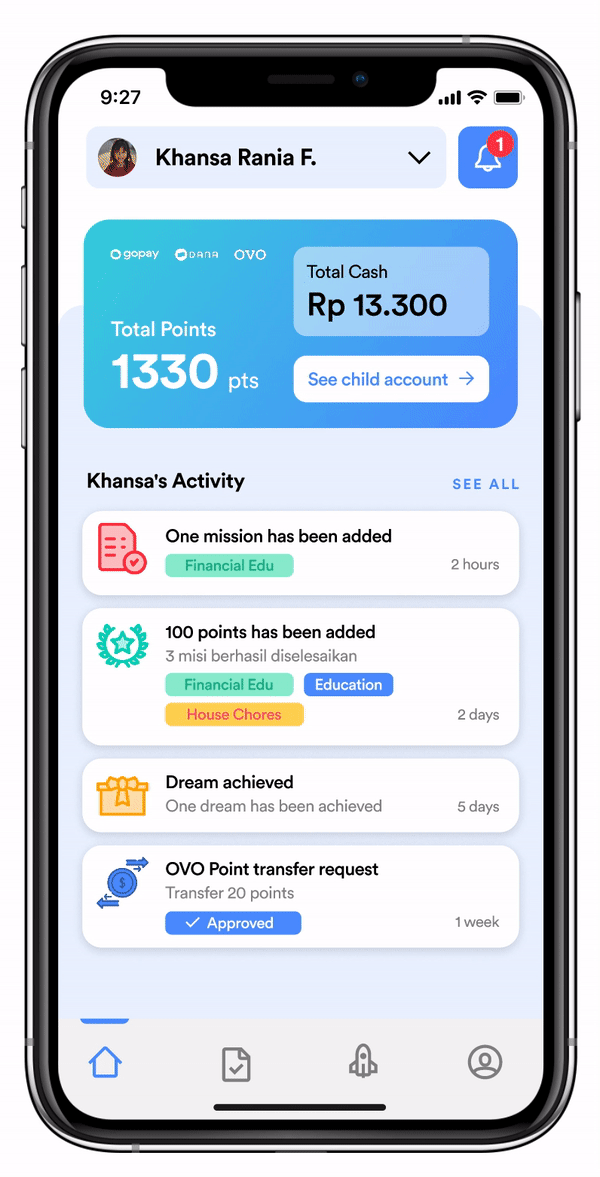 9:27
Khansa Rania F.
1
gopay DANA OVO
Total Cash
Rp 13.300
Total Points
1330 pts
See child account →
Khansa's Activity
SEE ALL
One mission has been added
Financial Edu
2 hours
100 points has been added
3 misi berhasil diselesaikan
Financial Edu Education
House Chores
2 days
Dream achieved
One dream has been achieved
5 days
OVO Point transfer request
Transfer 20 points
✓ Approved
1 week